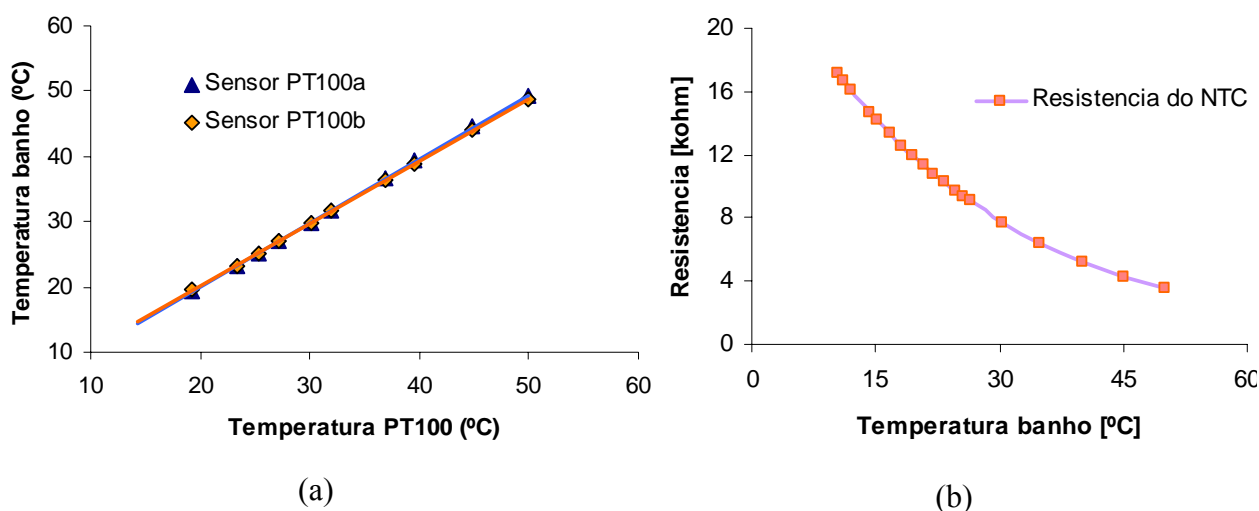 60
50
40
30
20
10
Temperatura banho (ºC)
Sensor PT100a
Sensor PT100b
10 20 30 40 50 60
Temperatura PT100 (ºC)
(a)
20
16
12
8
4
0
Resistencia [kohm]
Resistencia do NTC
0 15 30 45 60
Temperatura banho [ºC]
(b)